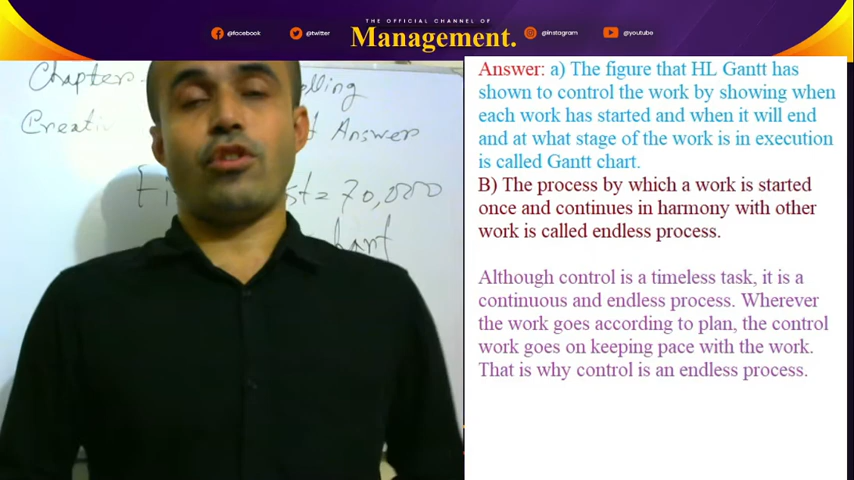 THE OFFICIAL CHANNEL OF
@facebook @twitter Management. @instagram @youtube
Chapter- olling
Creati Answer
= 70,000
hart
Answer: a) The figure that HL Gantt has
shown to control the work by showing when
each work has started and when it will end
and at what stage of the work is in execution
is called Gantt chart.
B) The process by which a work is started
once and continues in harmony with other
work is called endless process.
Although control is a timeless task, it is a
continuous and endless process. Wherever
the work goes according to plan, the control
work goes on keeping pace with the work.
That is why control is an endless process.